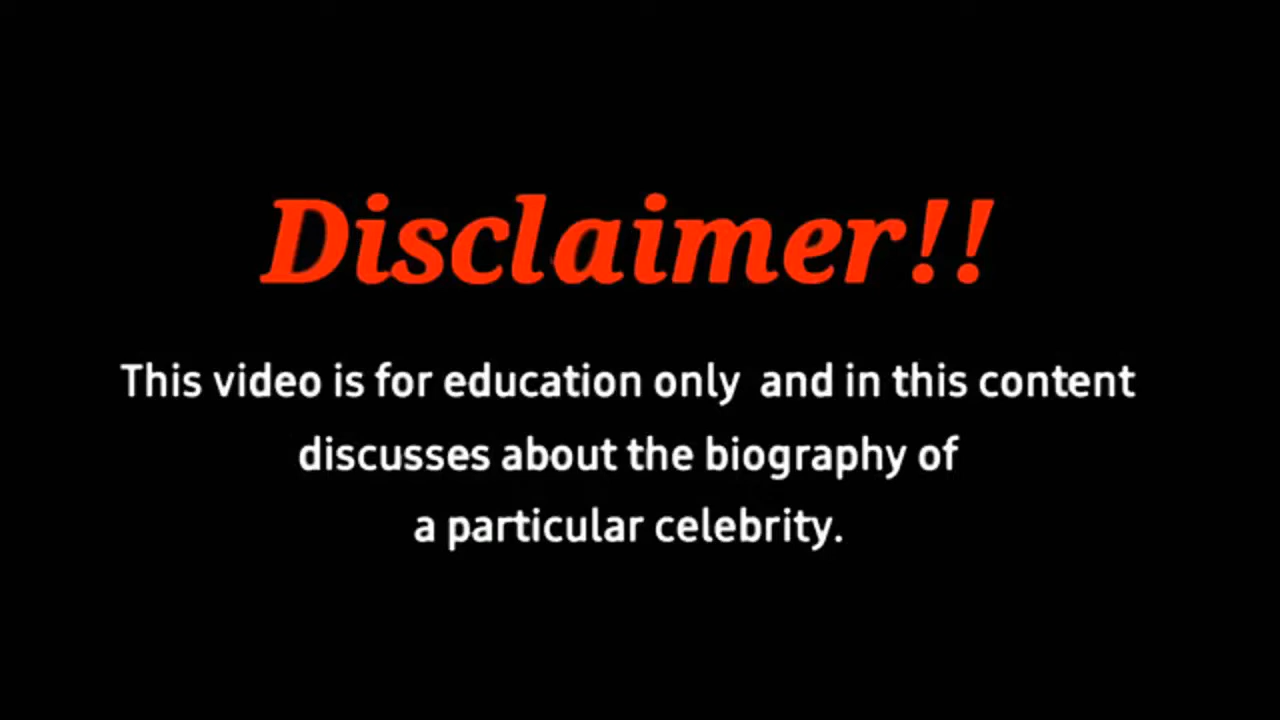 Disclaimer!!
This video is for education only  and in this content
discusses about the biography of
a particular celebrity.